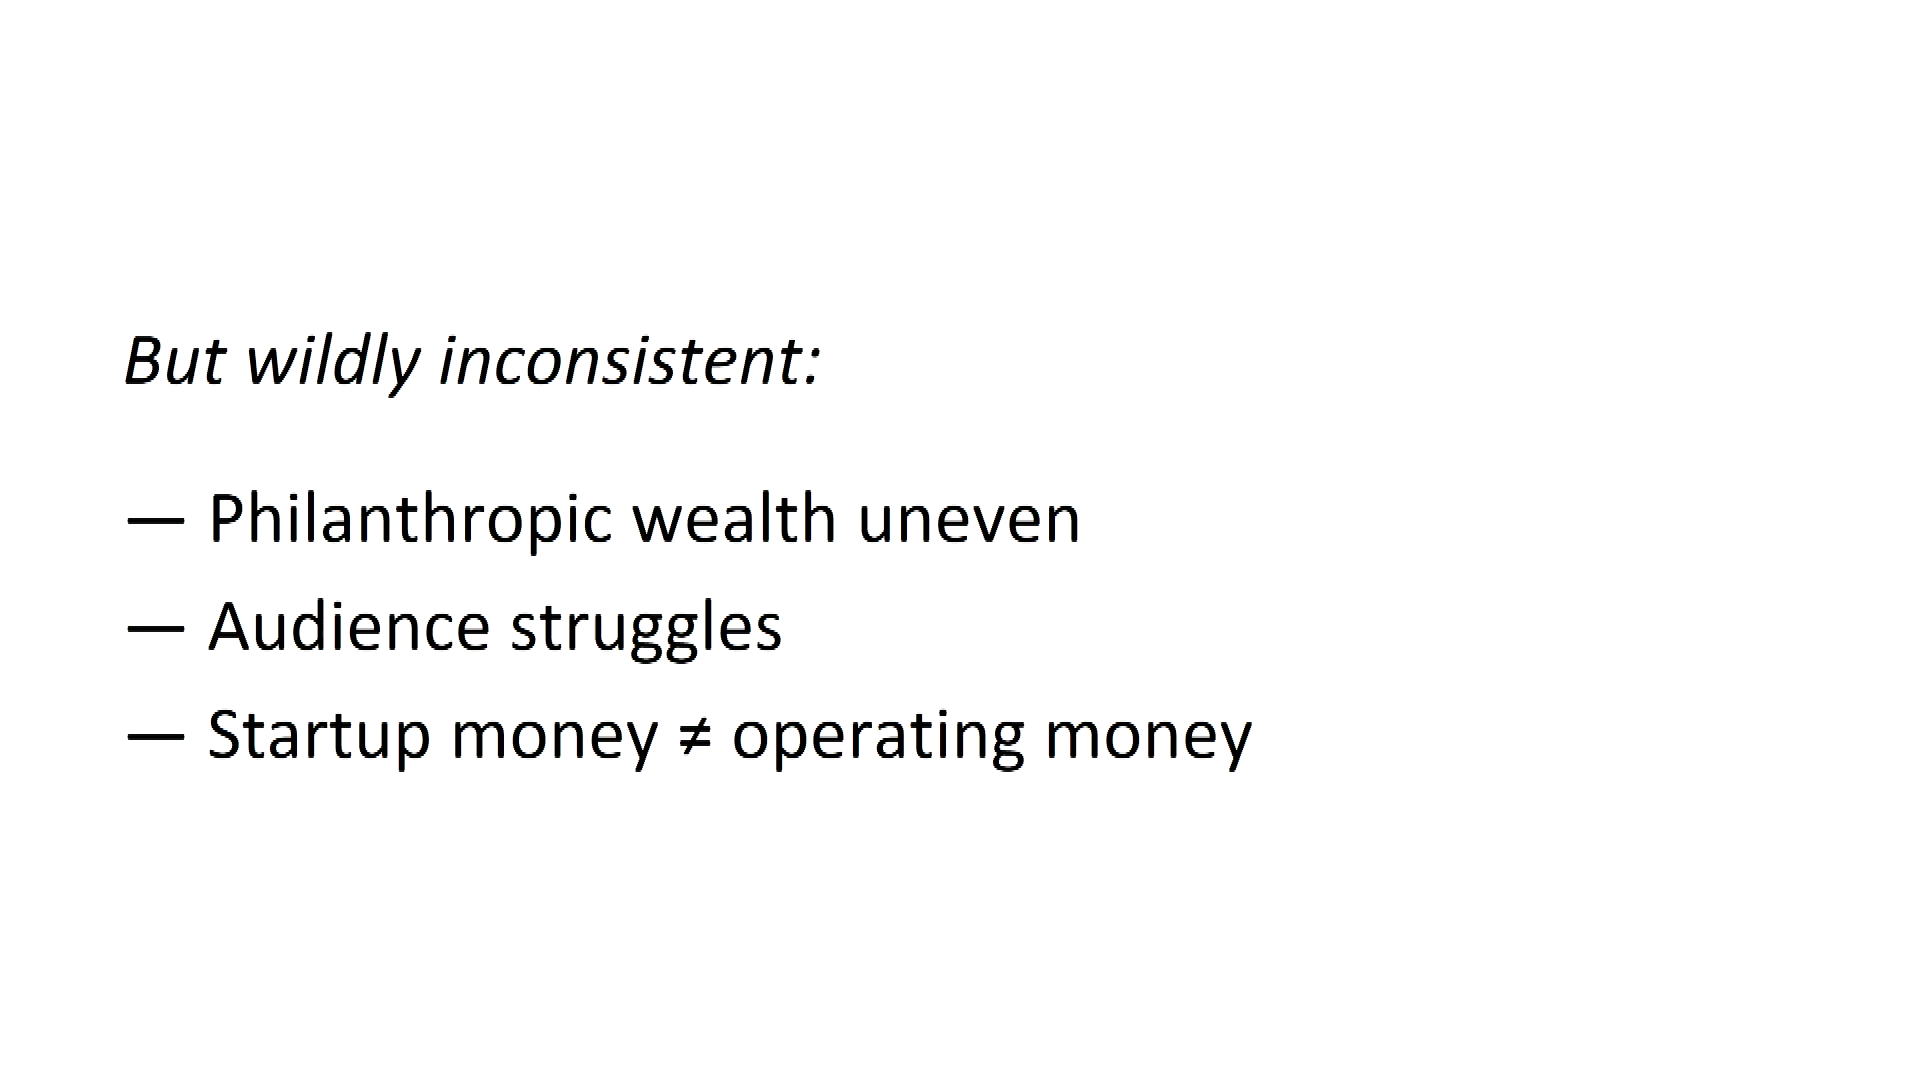 But wildly inconsistent:
— Philanthropic wealth uneven
— Audience struggles
— Startup money ≠ operating money